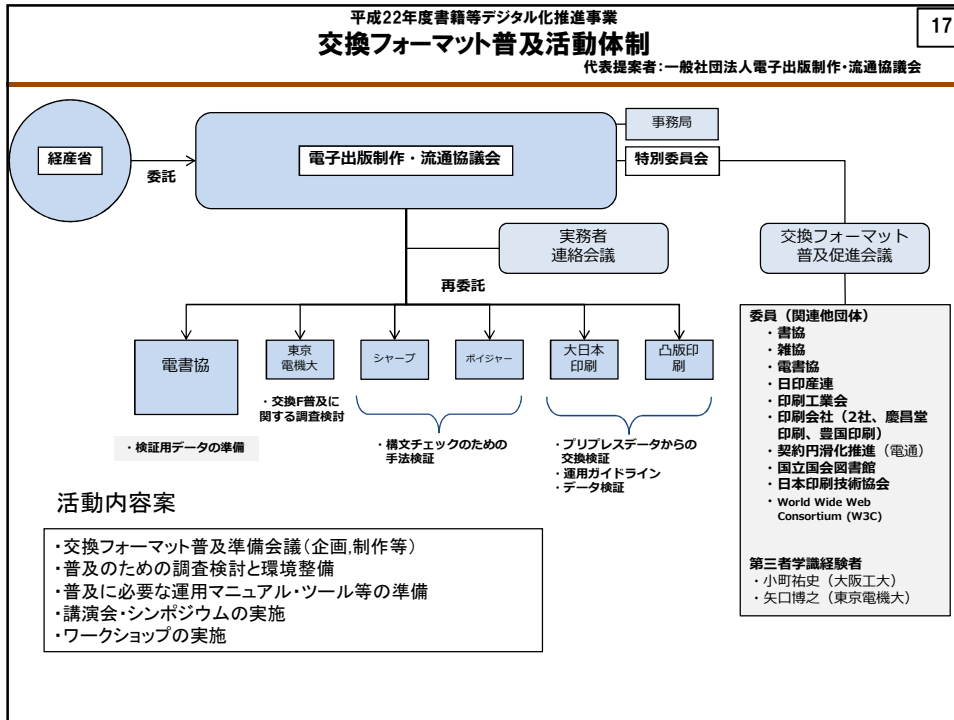 平成22年度書籍等デジタル化推進事業
交換フォーマット普及活動体制
17
代表提案者:一般社団法人電子出版制作・流通協議会
経産省
委託
電子出版制作・流通協議会
事務局
特別委員会
実務者
連絡会議
交換フォーマット
普及促進会議
再委託
電書協
東京
電機大
シャープ
ボイジャー
大日本
印刷
凸版印
刷
・検証用データの準備
・交換F普及に
関する調査検討
・構文チェックのための
手法検証
・プリプレスデータからの
交換検証
・運用ガイドライン
・データ検証
委員（関連他団体）
・書協
・雑協
・電書協
・日印産連
・印刷工業会
・印刷会社（2社、慶昌堂
印刷、豊国印刷）
・契約円滑化推進（電通）
・国立国会図書館
・日本印刷技術協会
・World Wide Web
Consortium (W3C)
第三者学識経験者
・小町祐史（大阪工大）
・矢口博之（東京電機大）
活動内容案
・交換フォーマット普及準備会議(企画,制作等)
・普及のための調査検討と環境整備
・普及に必要な運用マニュアル・ツール等の準備
・講演会・シンポジウムの実施
・ワークショップの実施